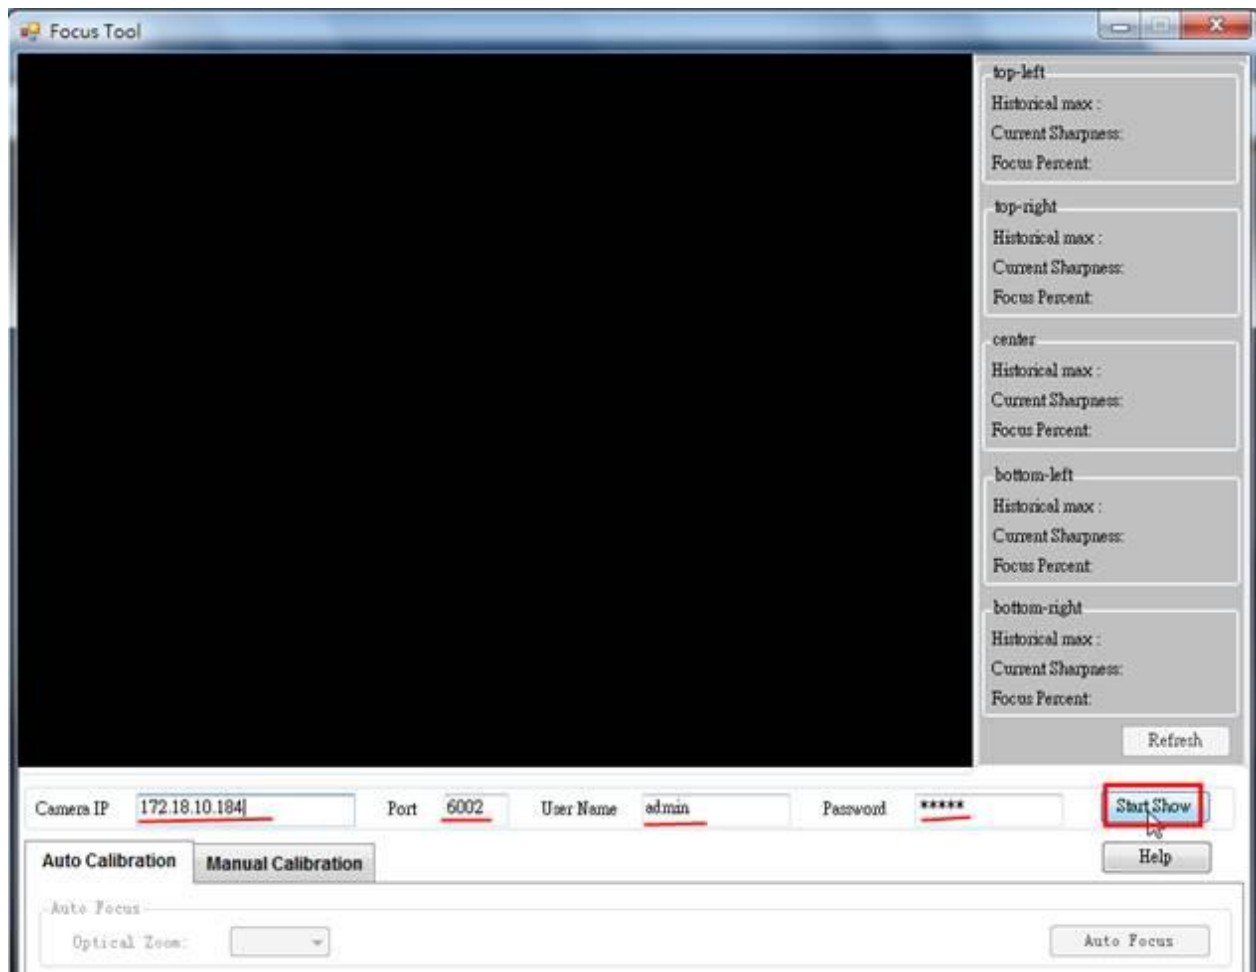 Focus Tool
top-left
Historical max :
Current Sharpness:
Focus Percent:
top-right
Historical max :
Current Sharpness:
Focus Percent:
center
Historical max :
Current Sharpness:
Focus Percent:
bottom-left
Historical max :
Current Sharpness:
Focus Percent:
bottom-right
Historical max :
Current Sharpness:
Focus Percent:
Refresh
Camera IP 172.18.10.184 Port 6002 User Name admin Password ***** Start Show
Auto Calibration Manual Calibration Help
Auto Focus
Optical Zoom: Auto Focus